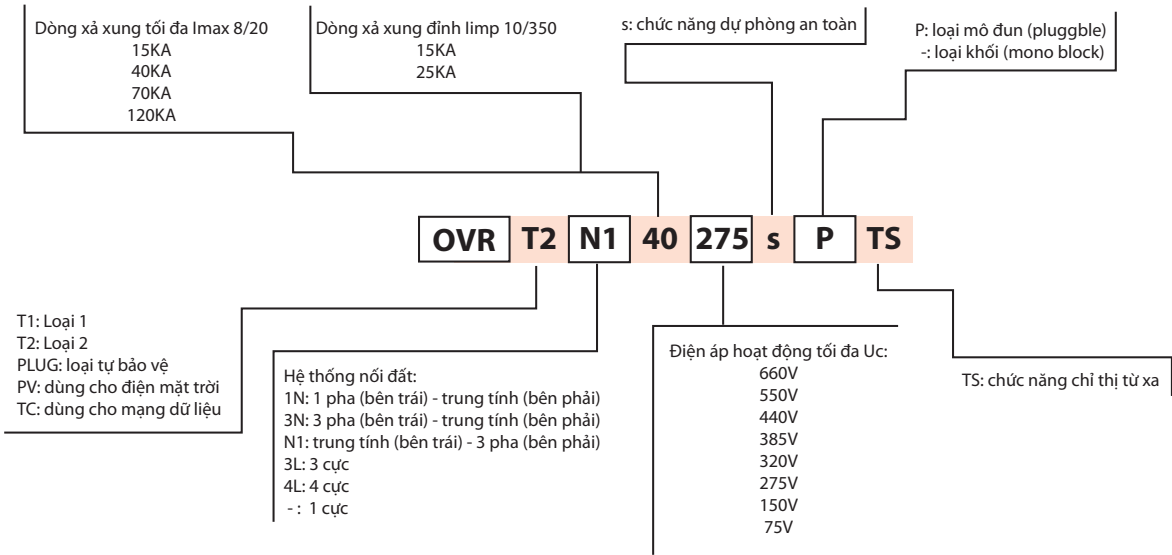 Dòng xả xung tối đa Imax 8/20
15KA
40KA
70KA
120KA
Dòng xả xung đỉnh limp 10/350
15KA
25KA
s: chức năng dự phòng an toàn
P: loại mô đun (pluggble)
-: loại khối (mono block)
OVR T2 N1 40 275 s P TS
T1: Loại 1
T2: Loại 2
PLUG: loại tự bảo vệ
PV: dùng cho điện mặt trời
TC: dùng cho mạng dữ liệu
Hệ thống nối đất:
1N: 1 pha (bên trái) - trung tính (bên phải)
3N: 3 pha (bên trái) - trung tính (bên phải)
N1: trung tính (bên trái) - 3 pha (bên phải)
3L: 3 cực
4L: 4 cực
- : 1 cực
Điện áp hoạt động tối đa Uc:
660V
550V
440V
385V
320V
275V
150V
75V
TS: chức năng chỉ thị từ xa